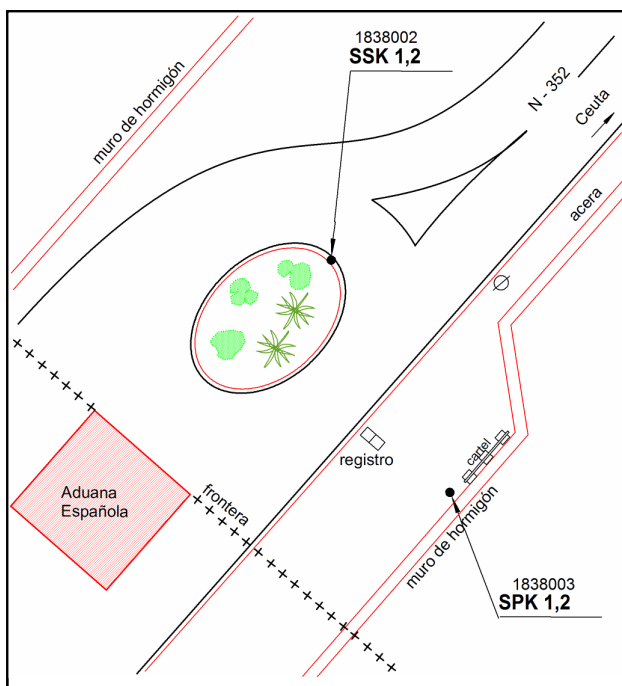 1838002
SSK 1,2
muro de hormigón
N - 352
Ceuta
acera
registro
cartel
Aduana
Española
frontera
muro de hormigón
1838003
SPK 1,2